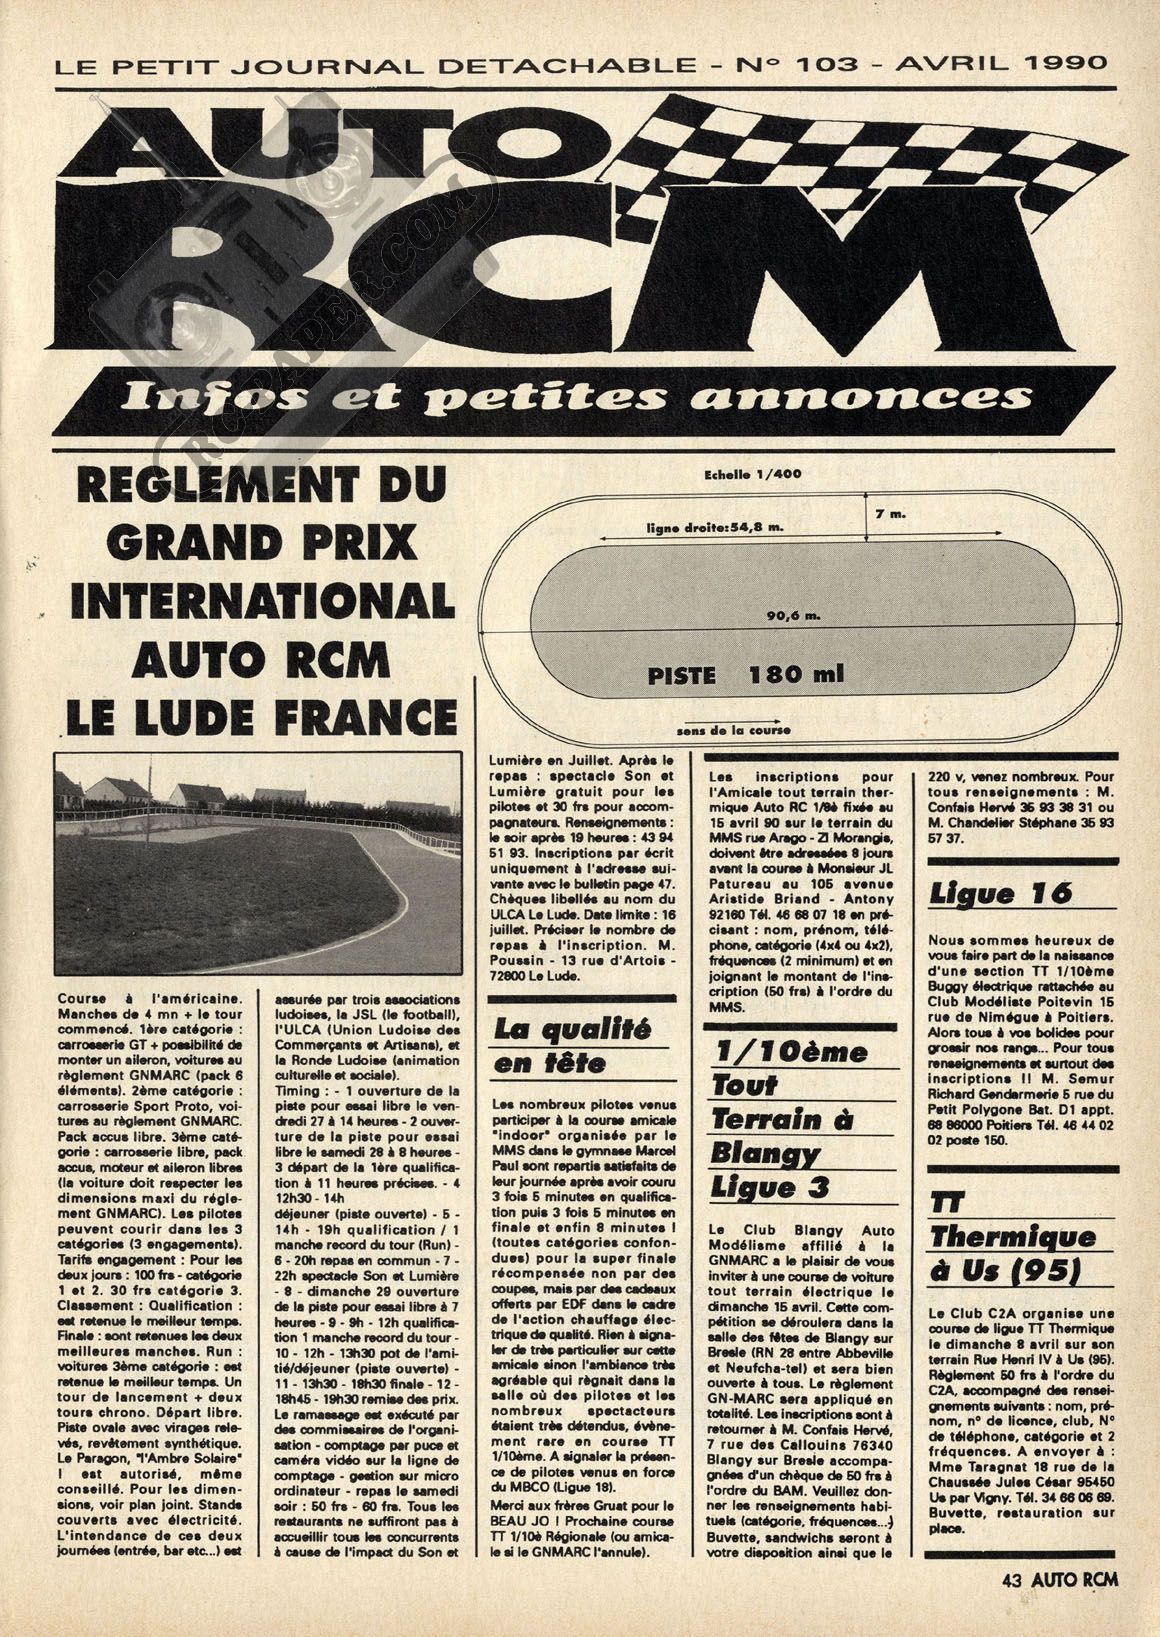 LE PETIT JOURNAL DETACHABLE - N° 103 - AVRIL 1990
AUTO
RCM
RCPAPER.COM
Infos et petites annonces
REGLEMENT DU
GRAND PRIX
INTERNATIONAL
AUTO RCM
LE LUDE FRANCE
Echelle 1/400
7 m.
ligne droite:54,8 m.
90,6 m.
PISTE 180 ml
sens de la course
Course à l'américaine.
Manches de 4 mn + le tour
commencé. 1ère catégorie :
carrosserie GT + possibilité de
monter un aileron, voitures au
règlement GNMARC (pack 6
éléments). 2ème catégorie :
carrosserie Sport Proto, voi-
tures au règlement GNMARC.
Pack accus libre. 3ème caté-
gorie : carrosserie libre, pack
accus, moteur et aileron libres
(la voiture doit respecter les
dimensions maxi du régle-
ment GNMARC). Les pilotes
peuvent courir dans les 3
catégories (3 engagements).
Tarifs engagement : Pour les
deux jours : 100 frs - catégorie
1 et 2. 30 frs catégorie 3.
Classement : Qualification :
est retenue le meilleur temps.
Finale : sont retenues les deux
meilleures manches. Run :
voitures 3ème catégorie : est
retenue le meilleur temps. Un
tour de lancement + deux
tours chrono. Départ libre.
Piste ovale avec virages rele-
vés, revêtement synthétique.
Le Paragon, "l'Ambre Solaire"
! est autorisé, même
conseillé. Pour les dimen-
sions, voir plan joint. Stands
couverts avec électricité.
L'intendance de ces deux
journées (entrée, bar etc...) est
assurée par trois associations
ludoises, la JSL (le football),
l'ULCA (Union Ludoise des
Commerçants et Artisans), et
la Ronde Ludoise (animation
culturelle et sociale).
Timing : - 1 ouverture de la
piste pour essai libre le ven-
dredi 27 à 14 heures - 2 ouver-
ture de la piste pour essai
libre le samedi 28 à 8 heures -
3 départ de la 1ère qualifica-
tion à 11 heures précises. - 4
12h30 - 14h
déjeuner (piste ouverte) - 5 -
14h - 19h qualification / 1
manche record du tour (Run) -
6 - 20h repas en commun - 7 -
22h spectacle Son et Lumière
- 8 - dimanche 29 ouverture
de la piste pour essai libre à 7
heures - 9 - 9h - 12h qualifica-
tion 1 manche record du tour -
10 - 12h - 13h30 pot de l'ami-
tié/déjeuner (piste ouverte) -
11 - 13h30 - 18h30 finale - 12 -
18h45 - 19h30 remise des prix.
Le ramassage est exécuté par
des commissaires de l'organi-
sation - comptage par puce et
caméra vidéo sur la ligne de
comptage - gestion sur micro
ordinateur - repas le samedi
soir : 50 frs - 60 frs. Tous les
restaurants ne suffiront pas à
accueillir tous les concurrents
à cause de l'impact du Son et
Lumière en Juillet. Après le
repas : spectacle Son et
Lumière gratuit pour les
pilotes et 30 frs pour accom-
pagnateurs. Renseignements :
le soir après 19 heures : 43 94
51 93. Inscriptions par écrit
uniquement à l'adresse sui-
vante avec le bulletin page 47.
Chèques libellés au nom du
ULCA Le Lude. Date limite : 16
juillet. Préciser le nombre de
repas à l'inscription. M.
Poussin - 13 rue d'Artois -
72800 Le Lude.
La qualité
en tête
Les nombreux pilotes venus
participer à la course amicale
"indoor" organisée par le
MMS dans le gymnase Marcel
Paul sont repartis satisfaits de
leur journée après avoir couru
3 fois 5 minutes en qualifica-
tion puis 3 fois 5 minutes en
finale et enfin 8 minutes !
(toutes catégories confon-
dues) pour la super finale
récompensée non par des
coupes, mais par des cadeaux
offerts par EDF dans le cadre
de l'action chauffage élec-
trique de qualité. Rien à signa-
ler de très particulier sur cette
amicale sinon l'ambiance très
agréable qui règnait dans la
salle où des pilotes et les
nombreux spectacteurs
étaient très détendus, évène-
ment rare en course TT
1/10ème. A signaler la présen-
ce de pilotes venus en force
du MBCO (Ligue 18).
Merci aux frères Gruat pour le
BEAU JO ! Prochaine course
TT 1/10è Régionale (ou amica-
le si le GNMARC l'annule).
Les inscriptions pour
l'Amicale tout terrain ther-
mique Auto RC 1/8è fixée au
15 avril 90 sur le terrain du
MMS rue Arago - ZI Morangis,
doivent être adressées 8 jours
avant la course à Monsieur JL
Patureau au 105 avenue
Aristide Briand - Antony
92160 Tél. 46 68 07 18 en pré-
cisant : nom, prénom, télé-
phone, catégorie (4x4 ou 4x2),
fréquences (2 minimum) et en
joignant le montant de l'ins-
cription (50 frs) à l'ordre du
MMS.
1/10ème
Tout
Terrain à
Blangy
Ligue 3
Le Club Blangy Auto
Modélisme affilié à la
GNMARC a le plaisir de vous
inviter à une course de voiture
tout terrain électrique le
dimanche 15 avril. Cette com-
pétition se déroulera dans la
salle des fêtes de Blangy sur
Bresle (RN 28 entre Abbeville
et Neufcha-tel) et sera bien
ouverte à tous. Le règlement
GN-MARC sera appliqué en
totalité. Les inscriptions sont à
retourner à M. Confais Hervé,
7 rue des Callouins 76340
Blangy sur Bresle accompa-
gnées d'un chèque de 50 frs à
l'ordre du BAM. Veuillez don-
ner les renseignements habi-
tuels (catégorie, fréquences...)
Buvette, sandwichs seront à
votre disposition ainsi que le
220 v, venez nombreux. Pour
tous renseignements : M.
Confais Hervé 35 93 38 31 ou
M. Chandelier Stéphane 35 93
57 37.
Ligue 16
Nous sommes heureux de
vous faire part de la naissance
d'une section TT 1/10ème
Buggy électrique rattachée au
Club Modéliste Poitevin 15
rue de Nimégue à Poitiers.
Alors tous à vos bolides pour
grossir nos rangs... Pour tous
renseignements et surtout des
inscriptions !! M. Semur
Richard Gendarmerie 5 rue du
Petit Polygone Bat. D1 appt.
68 86000 Poitiers Tél. 46 44 02
02 poste 150.
TT
Thermique
à Us (95)
Le Club C2A organise une
course de ligue TT Thermique
le dimanche 8 avril sur son
terrain Rue Henri IV à Us (95).
Règlement 50 frs à l'ordre du
C2A, accompagné des rensei-
gnements suivants : nom, pré-
nom, n° de licence, club, N°
de téléphone, catégorie et 2
fréquences. A envoyer à :
Mme Taragnat 18 rue de la
Chaussée Jules César 95450
Us par Vigny. Tél. 34 66 06 69.
Buvette, restauration sur
place.
43 AUTO RCM